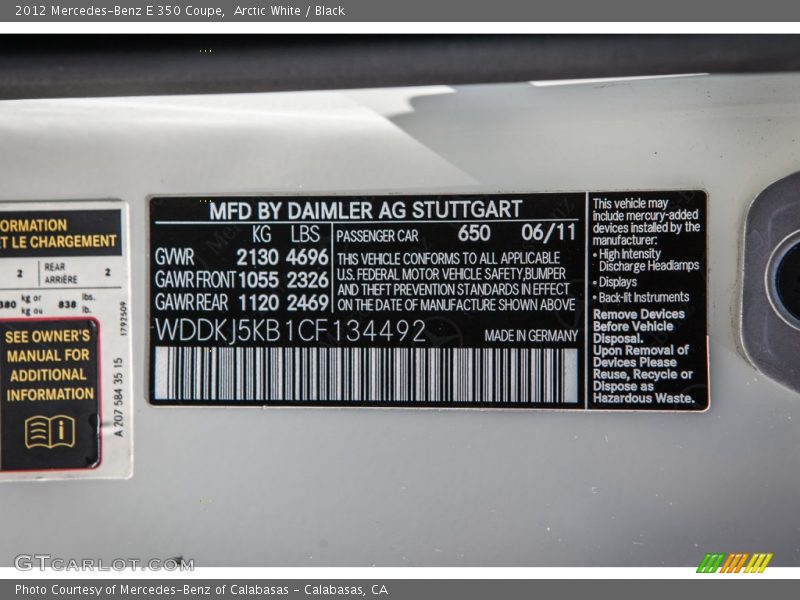 2012 Mercedes-Benz E 350 Coupe, Arctic White / Black
ORMATION
ET LE CHARGEMENT
2 REAR ARRIÈRE 2
380 kg or kg ou 838 lbs. lb.
SEE OWNER'S
MANUAL FOR
ADDITIONAL
INFORMATION
A 207 584 35 15
1792509
MFD BY DAIMLER AG STUTTGART
KG LBS
GVWR 2130 4696
GAWR FRONT 1055 2326
GAWR REAR 1120 2469
PASSENGER CAR 650 06/11
THIS VEHICLE CONFORMS TO ALL APPLICABLE
U.S. FEDERAL MOTOR VEHICLE SAFETY,BUMPER
AND THEFT PREVENTION STANDARDS IN EFFECT
ON THE DATE OF MANUFACTURE SHOWN ABOVE
WDDKJ5KB1CF134492
MADE IN GERMANY
This vehicle may
include mercury-added
devices installed by the
manufacturer:
• High Intensity
Discharge Headlamps
• Displays
• Back-lit Instruments
Remove Devices
Before Vehicle
Disposal.
Upon Removal of
Devices Please
Reuse, Recycle or
Dispose as
Hazardous Waste.
GTCARLOT.COM
Photo Courtesy of Mercedes-Benz of Calabasas - Calabasas, CA